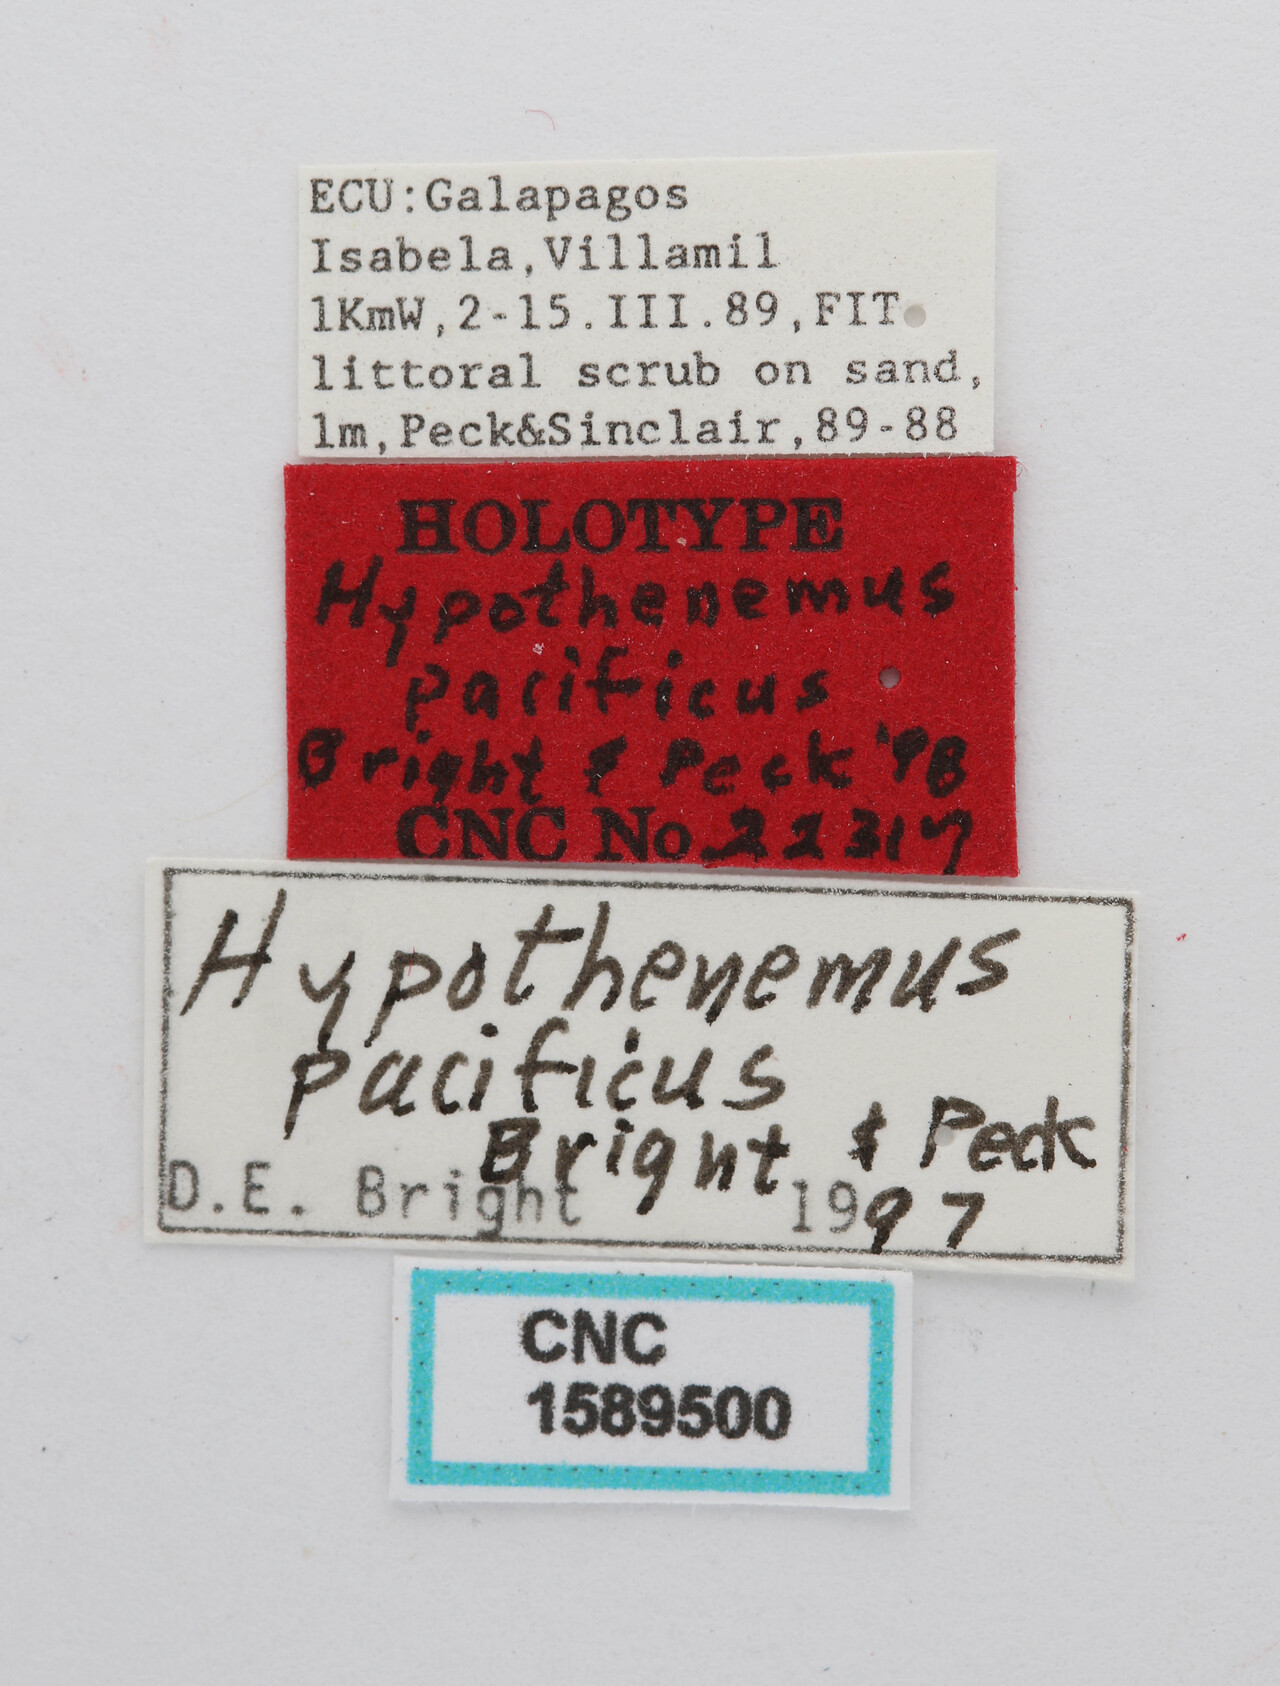 ECU:Galapagos
Isabela,Villamil
1KmW,2-15.III.89,FIT
littoral scrub on sand,
1m,Peck&Sinclair,89-88
HOLOTYPE
Hypothenemus
pacificus
Bright & Peck '98
CNC No. 22317
Hypothenemus
pacificus
Bright & Peck
D.E. Bright 1997
CNC
1589500